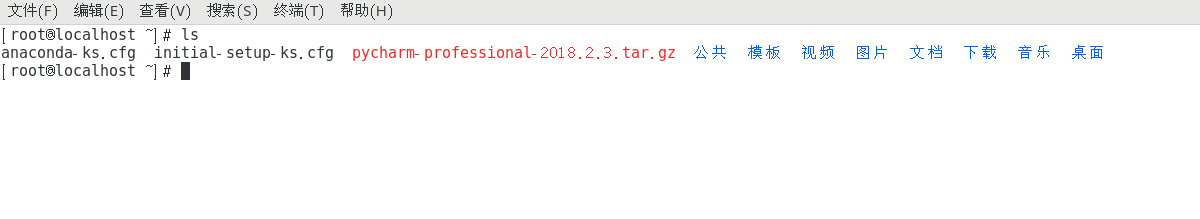 文件(F) 编辑(E) 查看(V) 搜索(S) 终端(T) 帮助(H)
[root@localhost ~]# ls
anaconda-ks.cfg initial-setup-ks.cfg pycharm-professional-2018.2.3.tar.gz 公共 模板 视频 图片 文档 下载 音乐 桌面
[root@localhost ~]#